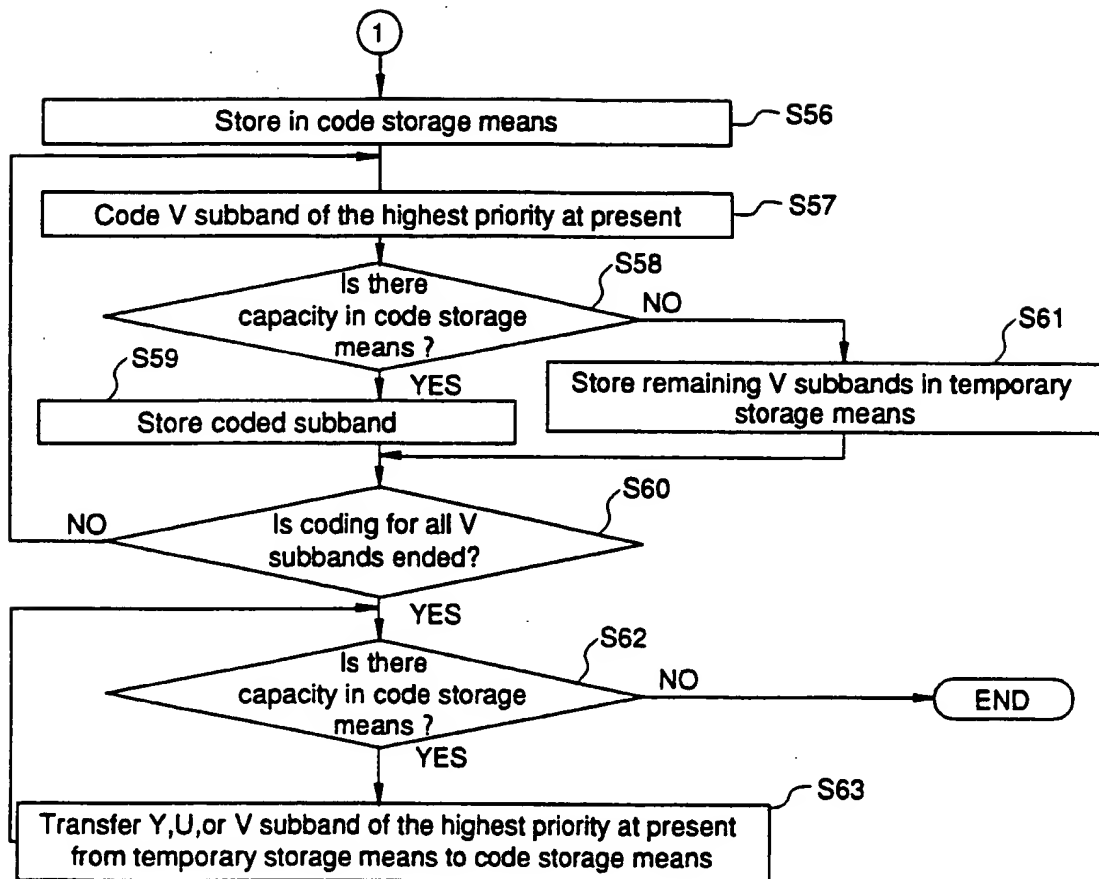 1
Store in code storage means
S56
Code V subband of the highest priority at present
S57
Is there
capacity in code storage
means ?
S58
NO
YES
S59
Store coded subband
S61
Store remaining V subbands in temporary
storage means
S60
Is coding for all V
subbands ended?
NO
YES
S62
Is there
capacity in code storage
means ?
NO
END
YES
S63
Transfer Y,U,or V subband of the highest priority at present
from temporary storage means to code storage means